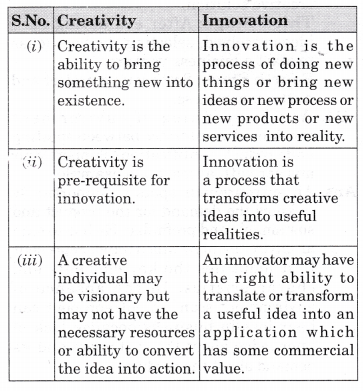 S.No. Creativity Innovation
(i) Creativity is the Innovation is the
ability to bring process of doing new
something new into things or bring new
existence. ideas or new process or
new products or new
services into reality.
(ii) Creativity is Innovation is
pre-requisite for a process that
innovation. transforms creative
ideas into useful
realities.
(iii) A creative An innovator may have
individual may the right ability to
be visionary but translate or transform
may not have the a useful idea into an
necessary resources application which
or ability to convert has some commercial
the idea into action. value.